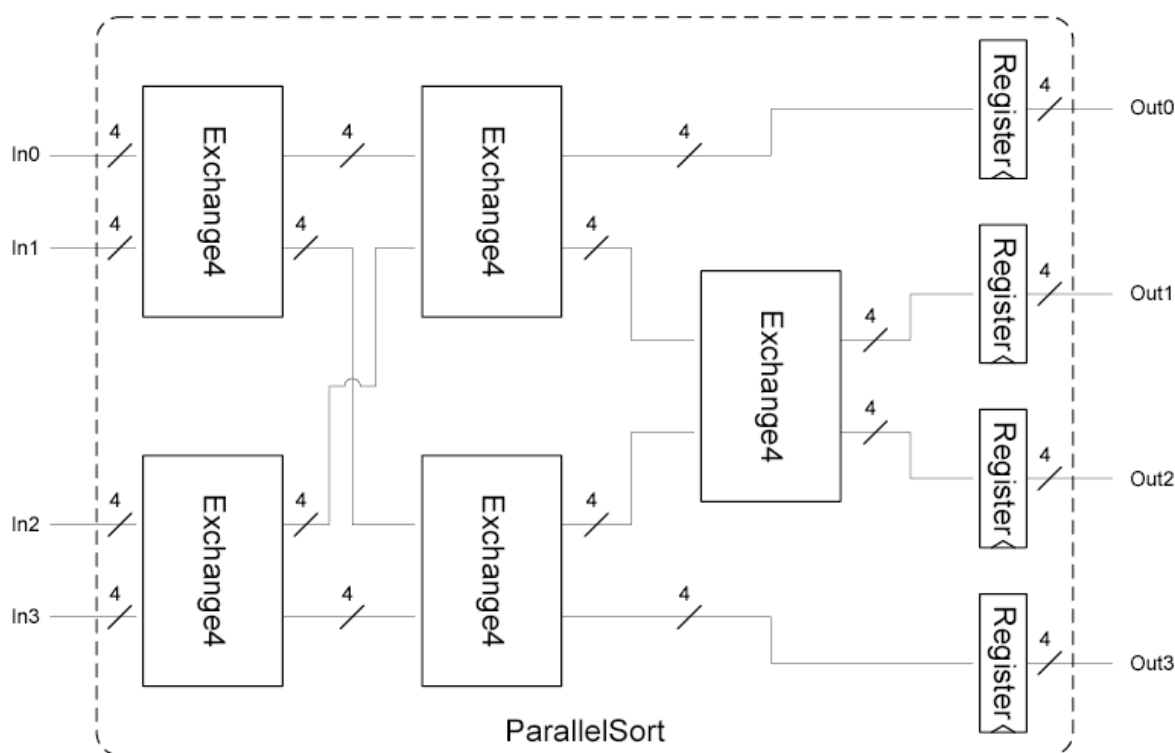 4 Register
4 Exchange4 4 Exchange4 4 Out0
In0
4 4 4
In1 Register 4 Out1
Exchange4 4
4
4 4 4 Register 4 Out2
In2
4 Exchange4 4 Exchange4 4
In3
Register 4 Out3
ParallelSort